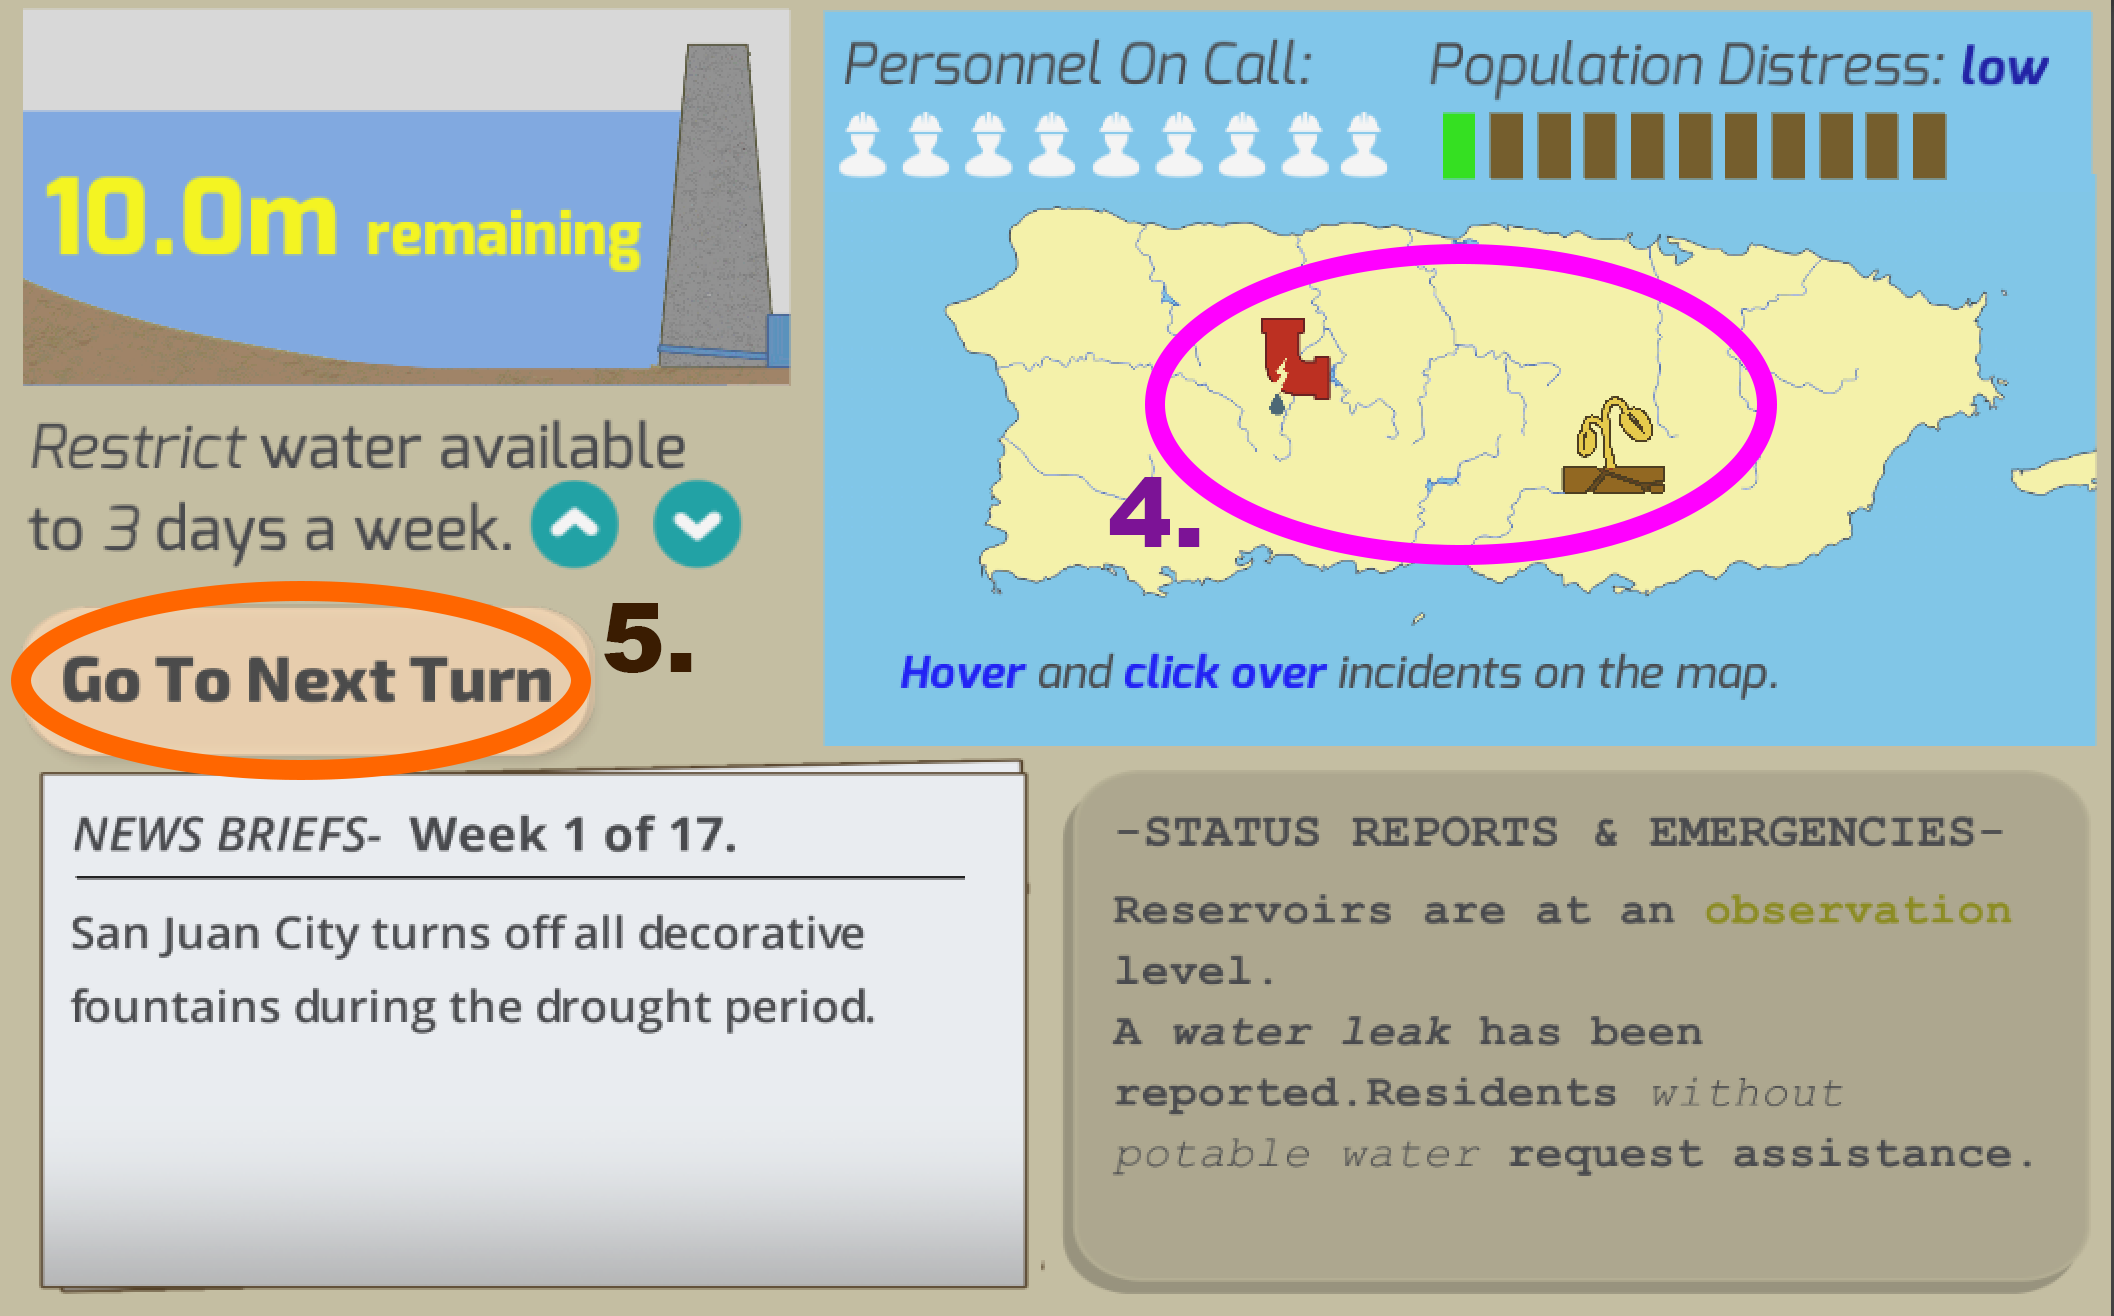 10.0m remaining
Restrict water available
to 3 days a week.
Go To Next Turn
5.
Personnel On Call:
Population Distress: low
4.
Hover and click over incidents on the map.
NEWS BRIEFS- Week 1 of 17.
San Juan City turns off all decorative
fountains during the drought period.
-STATUS REPORTS & EMERGENCIES-
Reservoirs are at an observation
level.
A water leak has been
reported.Residents without
potable water request assistance.